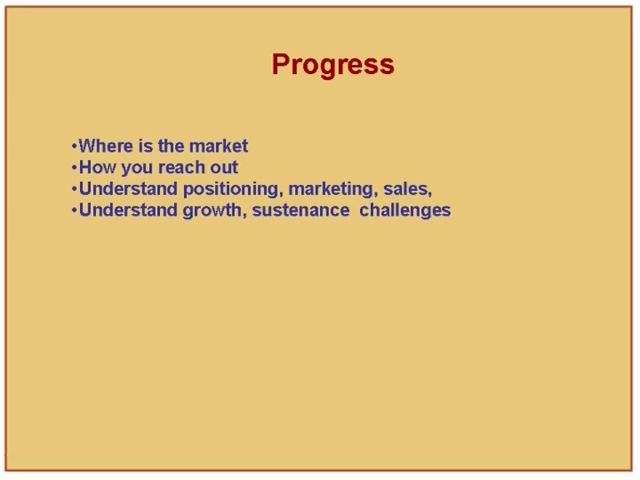 Progress
•Where is the market
•How you reach out
•Understand positioning, marketing, sales,
•Understand growth, sustenance  challenges